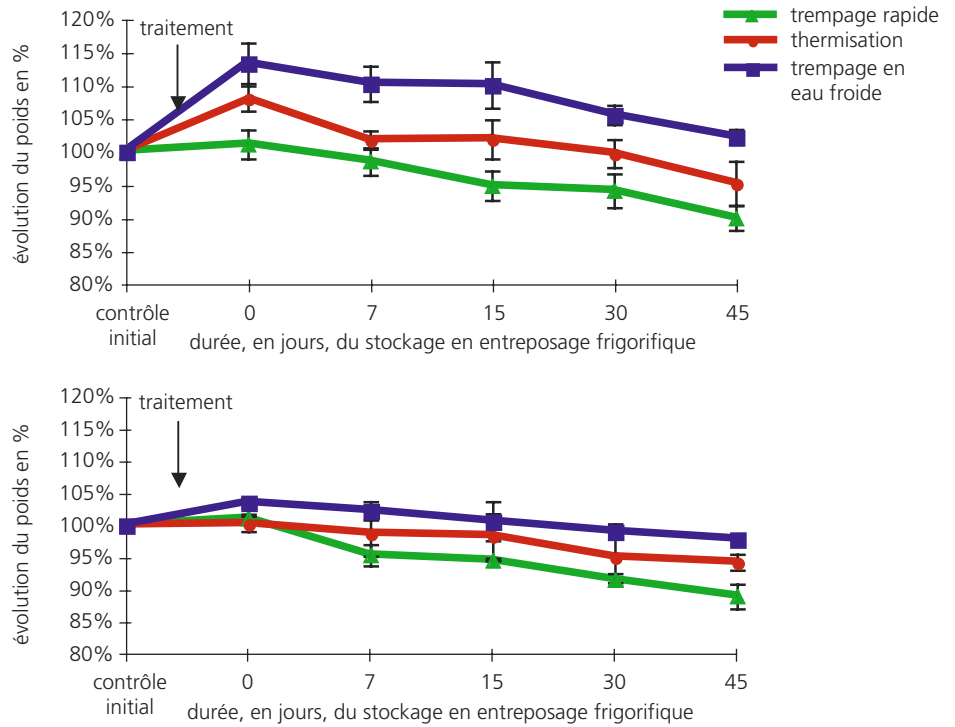 trempage rapide
thermisation
trempage en
eau froide
évolution du poids en %
120%
115%
110%
105%
100%
95%
90%
85%
80%
traitement
contrôle
initial
0 7 15 30 45
durée, en jours, du stockage en entreposage frigorifique
évolution du poids en %
120%
115%
110%
105%
100%
95%
90%
85%
80%
traitement
contrôle
initial
0 7 15 30 45
durée, en jours, du stockage en entreposage frigorifique